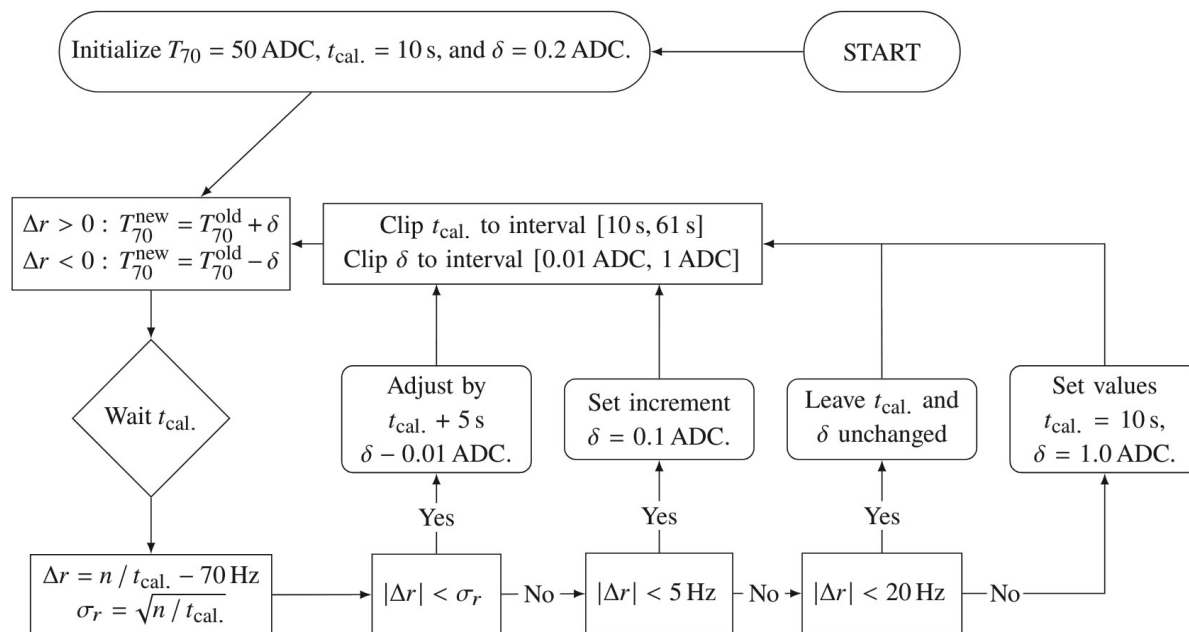 Initialize T₇₀ = 50 ADC, t_cal. = 10 s, and δ = 0.2 ADC.
START
Δr > 0 : T₇₀^new = T₇₀^old + δ
Δr < 0 : T₇₀^new = T₇₀^old − δ
Clip t_cal. to interval [10 s, 61 s]
Clip δ to interval [0.01 ADC, 1 ADC]
Wait t_cal.
Adjust by
t_cal. + 5 s
δ − 0.01 ADC.
Set increment
δ = 0.1 ADC.
Leave t_cal. and
δ unchanged
Set values
t_cal. = 10 s,
δ = 1.0 ADC.
Yes
Yes
Yes
Δr = n / t_cal. − 70 Hz
σ_r = √(n / t_cal.)
|Δr| < σ_r
No
|Δr| < 5 Hz
No
|Δr| < 20 Hz
No